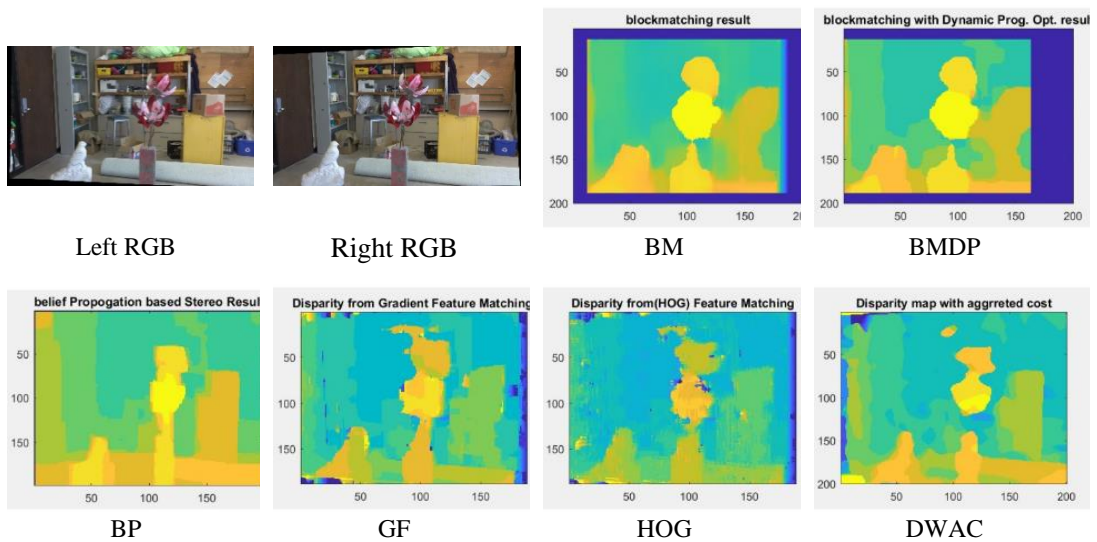 blockmatching result
blockmatching with Dynamic Prog. Opt. resul
50
100
150
200
50
100
150
50
100
150
200
50
100
150
200
Left RGB
Right RGB
BM
BMDP
belief Propogation based Stereo Resul
Disparity from Gradient Feature Matching
Disparity from(HOG) Feature Matching
Disparity map with aggrreted cost
50
100
150
50
100
150
50
100
150
50
100
150
50
100
150
50
100
150
50
100
150
200
50
100
150
200
BP
GF
HOG
DWAC